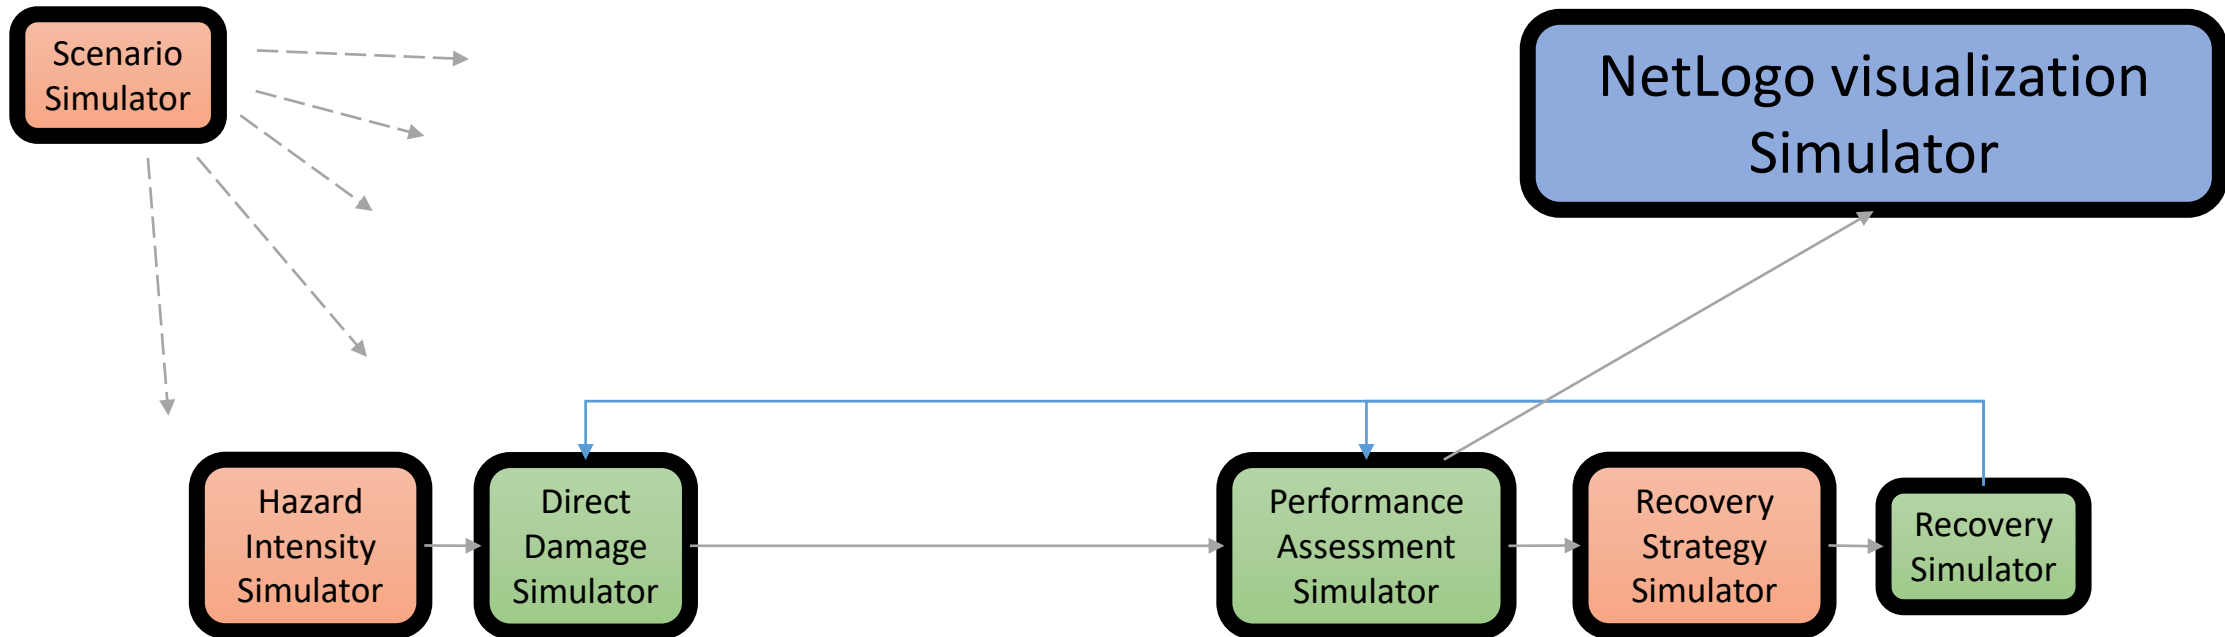 Scenario
Simulator
NetLogo visualization
Simulator
Hazard
Intensity
Simulator
Direct
Damage
Simulator
Performance
Assessment
Simulator
Recovery
Strategy
Simulator
Recovery
Simulator